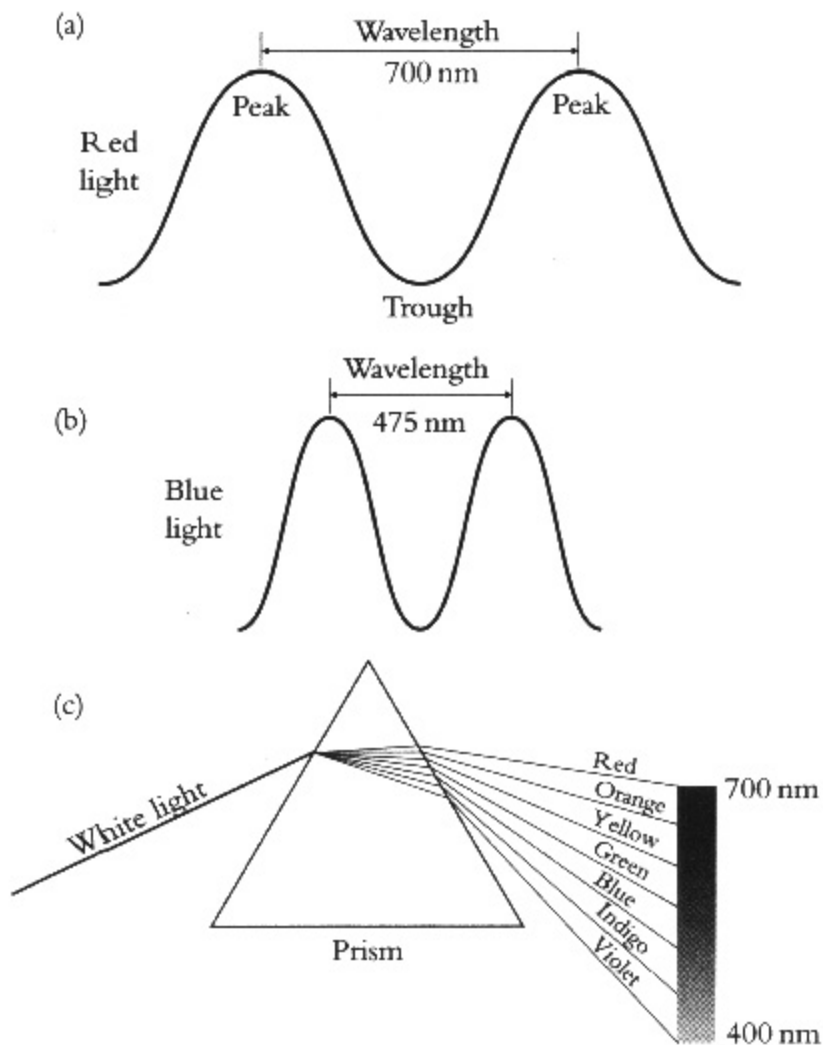 (a)
Wavelength
700 nm
Peak
Peak
Red
light
Trough
Wavelength
475 nm
(b)
Blue
light
(c)
White light
Red
Orange
Yellow
Green
Blue
Indigo
Violet
700 nm
Prism
400 nm